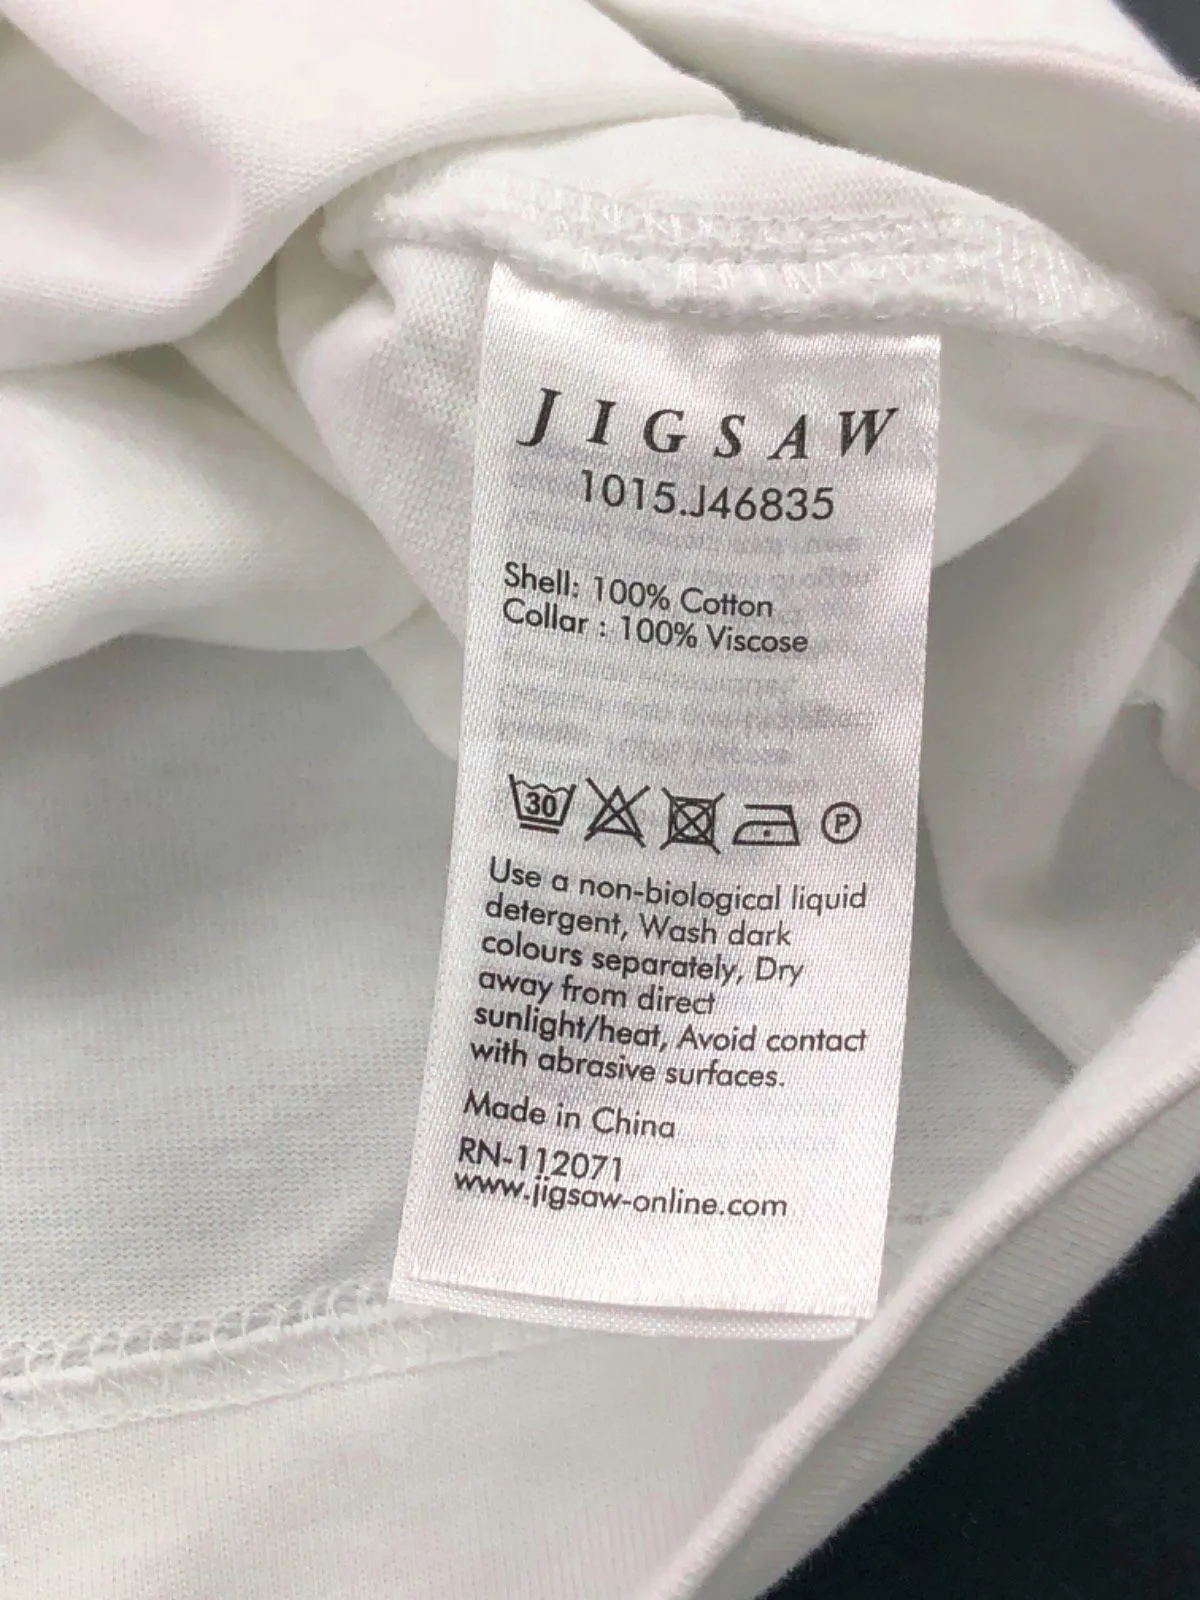 JIGSAW
1015.J46835
Shell: 100% Cotton
Collar : 100% Viscose
30 P
Use a non-biological liquid
detergent, Wash dark
colours separately, Dry
away from direct
sunlight/heat, Avoid contact
with abrasive surfaces.
Made in China
RN-112071
www.jigsaw-online.com